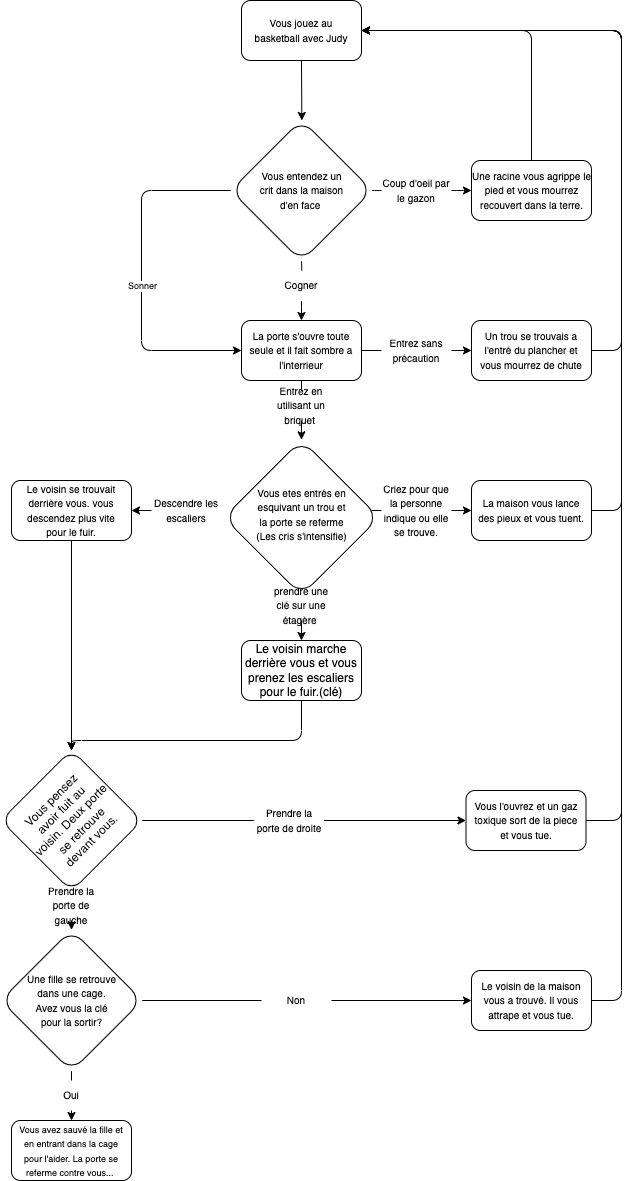 Vous jouez au
basketball avec Judy
Vous entendez un
crit dans la maison
d'en face
Coup d'oeil par
le gazon
Une racine vous agrippe le
pied et vous mourrez
recouvert dans la terre.
Sonner
Cogner
La porte s'ouvre toute
seule et il fait sombre a
l'interrieur
Entrez sans
précaution
Un trou se trouvais a
l'entré du plancher et
vous mourrez de chute
Entrez en
utilisant un
briquet
Le voisin se trouvait
derrière vous. vous
descendez plus vite
pour le fuir.
Descendre les
escaliers
Vous etes entrés en
esquivant un trou et
la porte se referme
(Les cris s'intensifie)
Criez pour que
la personne
indique ou elle
se trouve.
La maison vous lance
des pieux et vous tuent.
prendre une
clé sur une
étagère
Le voisin marche
derrière vous et vous
prenez les escaliers
pour le fuir.(clé)
Vous pensez
avoir fuit au
voisin. Deux porte
se retrouve
devant vous.
Prendre la
porte de droite
Vous l'ouvrez et un gaz
toxique sort de la piece
et vous tue.
Prendre la
porte de
gauche
Une fille se retrouve
dans une cage.
Avez vous la clé
pour la sortir?
Non
Le voisin de la maison
vous a trouvé. Il vous
attrape et vous tue.
Oui
Vous avez sauvé la fille et
en entrant dans la cage
pour l'aider. La porte se
referme contre vous...